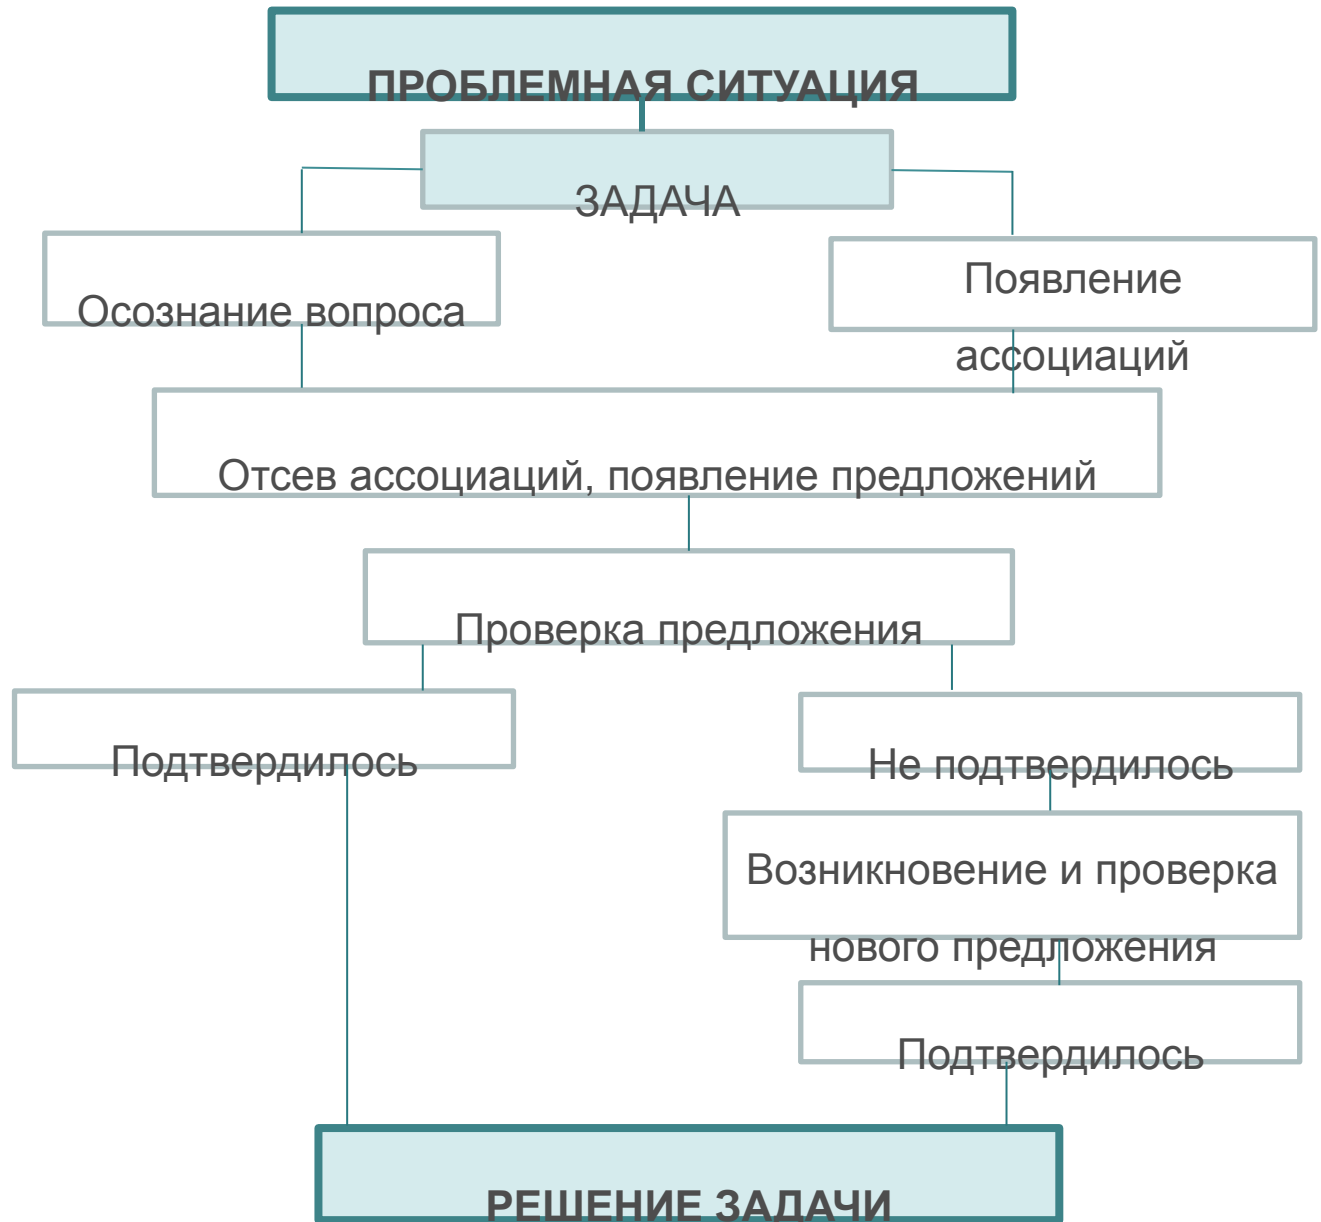 ПРОБЛЕМНАЯ СИТУАЦИЯ
ЗАДАЧА
Осознание вопроса
Появление
ассоциаций
Отсев ассоциаций, появление предложений
Проверка предложения
Подтвердилось
Не подтвердилось
Возникновение и проверка
нового предложения
Подтвердилось
РЕШЕНИЕ ЗАДАЧИ